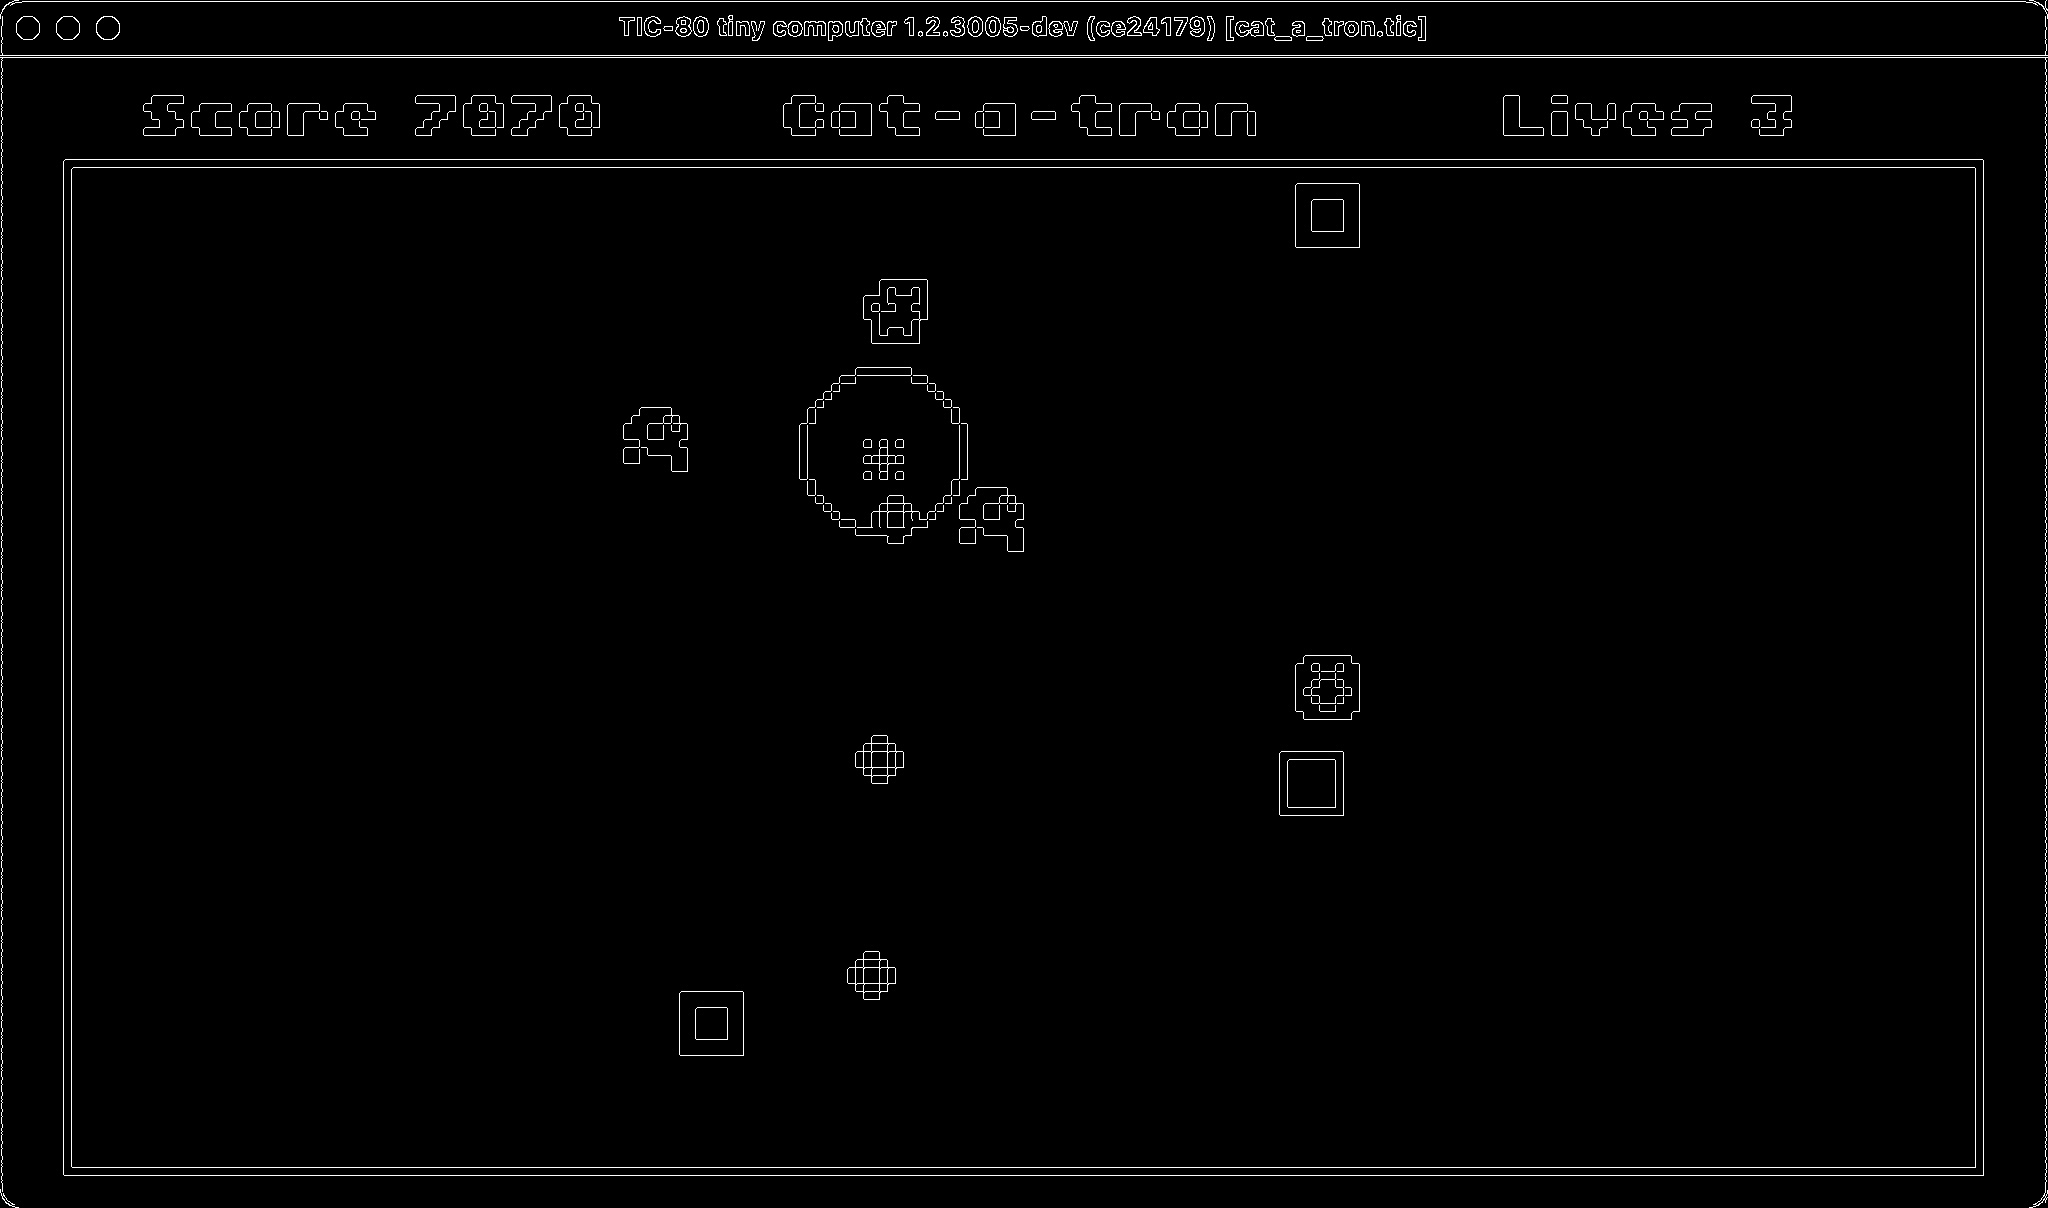 TIC-80 tiny computer 1.2.3005-dev (ce24179) [cat_a_tron.tic]
Score 7070 Cat-a-tron Lives 3